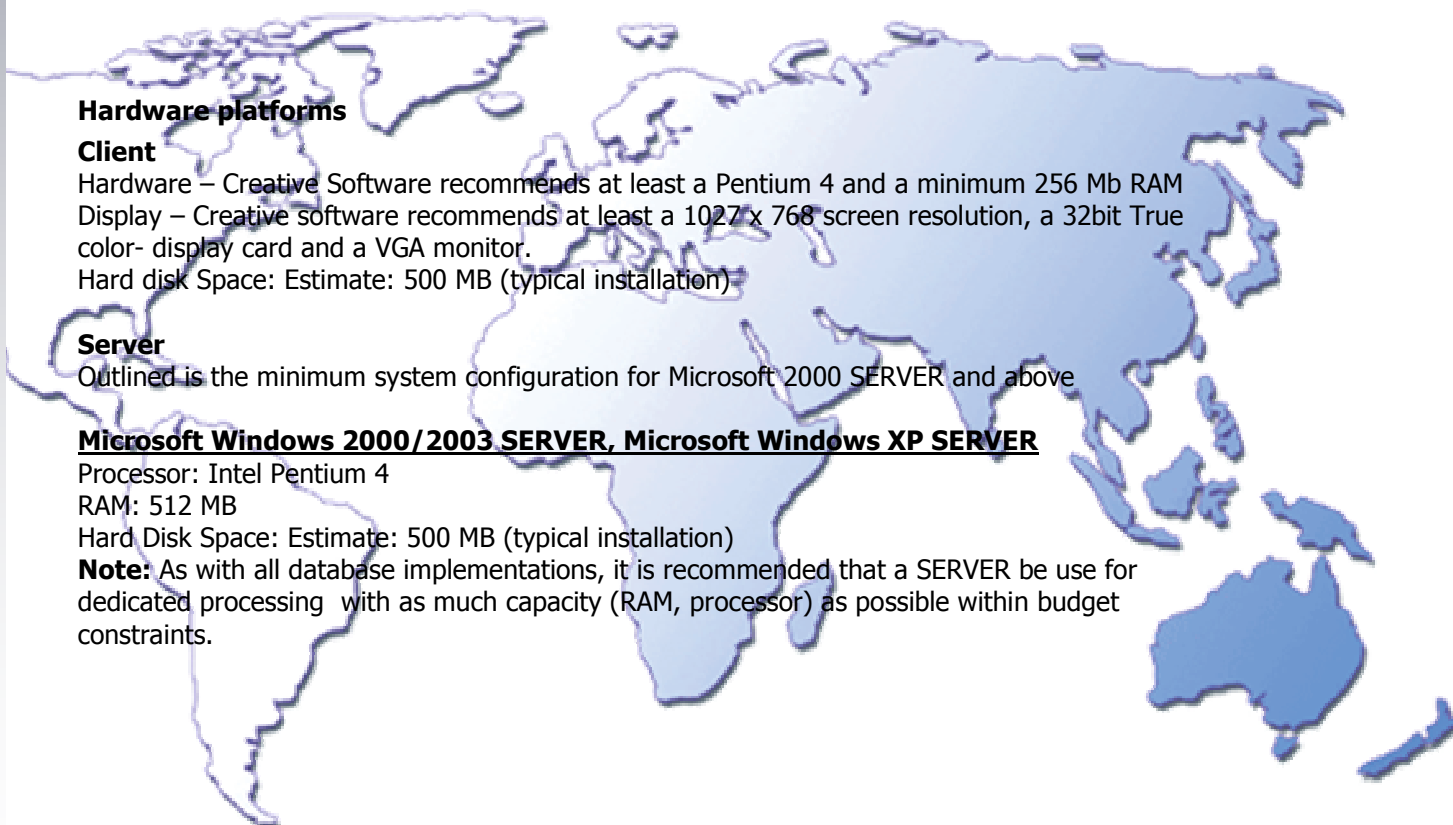 Hardware platforms
Client
Hardware – Creative Software recommends at least a Pentium 4 and a minimum 256 Mb RAM
Display – Creative software recommends at least a 1027 x 768 screen resolution, a 32bit True
color- display card and a VGA monitor.
Hard disk Space: Estimate: 500 MB (typical installation)
Server
Outlined is the minimum system configuration for Microsoft 2000 SERVER and above
Microsoft Windows 2000/2003 SERVER, Microsoft Windows XP SERVER
Processor: Intel Pentium 4
RAM: 512 MB
Hard Disk Space: Estimate: 500 MB (typical installation)
Note: As with all database implementations, it is recommended that a SERVER be use for
dedicated processing  with as much capacity (RAM, processor) as possible within budget
constraints.